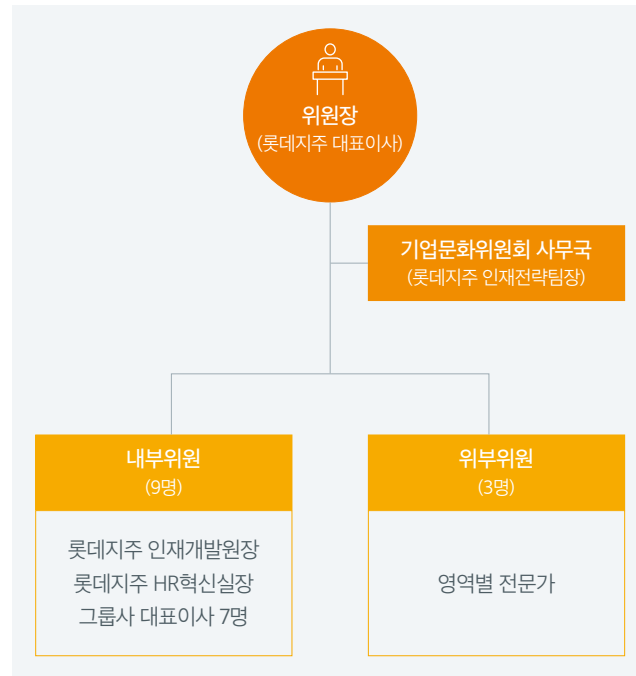 위원장
(롯데지주 대표이사)
기업문화위원회 사무국
(롯데지주 인재전략팀장)
내부위원
(9명)
롯데지주 인재개발원장
롯데지주 HR혁신실장
그룹사 대표이사 7명
위부위원
(3명)
영역별 전문가